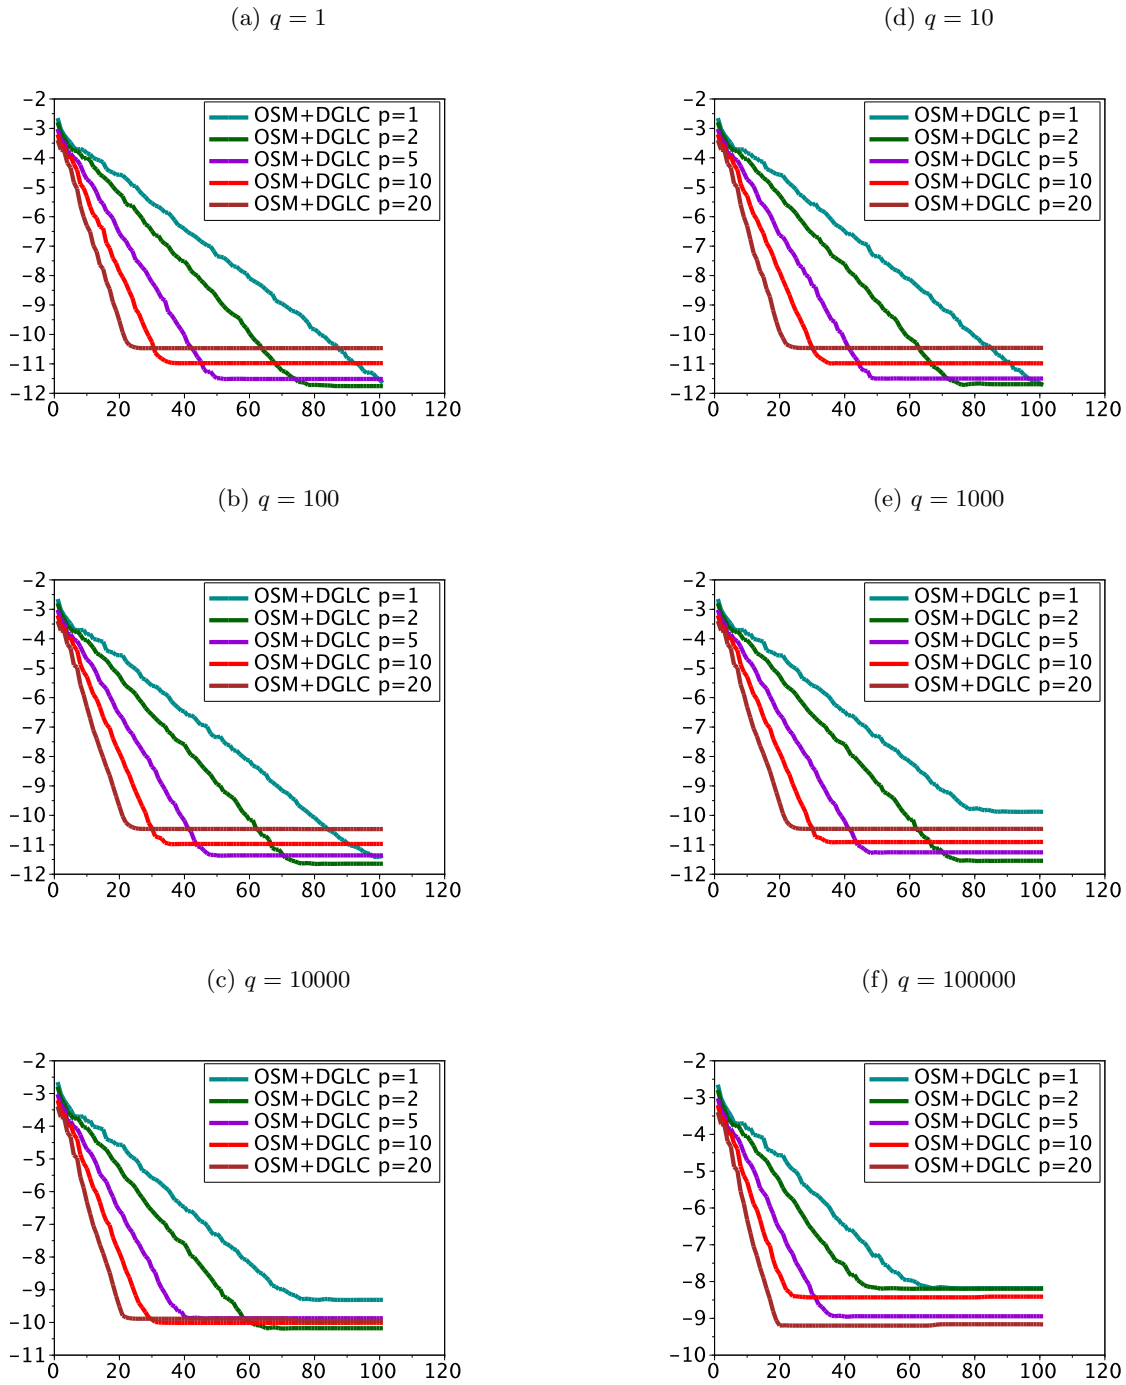 (a) q = 1
−2
−3
−4
−5
−6
−7
−8
−9
−10
−11
−12
0 20 40 60 80 100 120
OSM+DGLC p=1
OSM+DGLC p=2
OSM+DGLC p=5
OSM+DGLC p=10
OSM+DGLC p=20
(d) q = 10
−2
−3
−4
−5
−6
−7
−8
−9
−10
−11
−12
0 20 40 60 80 100 120
OSM+DGLC p=1
OSM+DGLC p=2
OSM+DGLC p=5
OSM+DGLC p=10
OSM+DGLC p=20
(b) q = 100
−2
−3
−4
−5
−6
−7
−8
−9
−10
−11
−12
0 20 40 60 80 100 120
OSM+DGLC p=1
OSM+DGLC p=2
OSM+DGLC p=5
OSM+DGLC p=10
OSM+DGLC p=20
(e) q = 1000
−2
−3
−4
−5
−6
−7
−8
−9
−10
−11
−12
0 20 40 60 80 100 120
OSM+DGLC p=1
OSM+DGLC p=2
OSM+DGLC p=5
OSM+DGLC p=10
OSM+DGLC p=20
(c) q = 10000
−2
−3
−4
−5
−6
−7
−8
−9
−10
−11
0 20 40 60 80 100 120
OSM+DGLC p=1
OSM+DGLC p=2
OSM+DGLC p=5
OSM+DGLC p=10
OSM+DGLC p=20
(f) q = 100000
−2
−3
−4
−5
−6
−7
−8
−9
−10
0 20 40 60 80 100 120
OSM+DGLC p=1
OSM+DGLC p=2
OSM+DGLC p=5
OSM+DGLC p=10
OSM+DGLC p=20